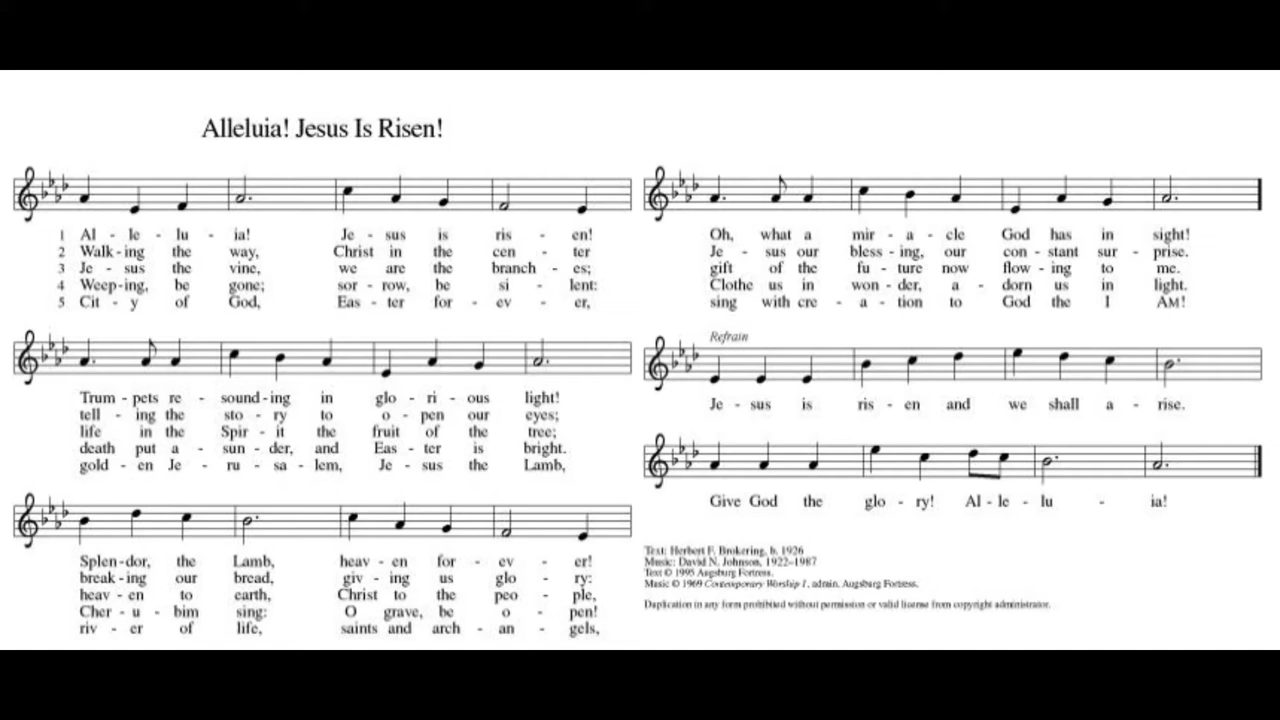 Alleluia! Jesus Is Risen!
1 Al - le - lu - ia! Je - sus is ris - en!
2 Walk - ing the way, Christ in the cen - ter
3 Je - sus the vine, we are the branch - es;
4 Weep - ing, be gone; sor - row, be si - lent:
5 Cit - y of God, Eas - ter for - ev - er,
Trum - pets re - sound - ing in glo - ri - ous light!
tell - ing the sto - ry to o - pen our eyes;
life in the Spir - it the fruit of the tree;
death put a - sun - der, and Eas - ter is bright.
gold - en Je - ru - sa - lem, Je - sus the Lamb,
Splen - dor, the Lamb, heav - en for - ev - er!
break - ing our bread, giv - ing us glo - ry:
heav - en to earth, Christ to the peo - ple,
Cher - u - bim sing: O grave, be o - pen!
riv - er of life, saints and arch - an - gels,
Oh, what a mir - a - cle God has in sight!
Je - sus our bless - ing, our con - stant sur - prise.
gift of the fu - ture now flow - ing to me.
Clothe us in won - der, a - dorn us in light.
sing with cre - a - tion to God the I AM!
Refrain
Je - sus is ris - en and we shall a - rise.
Give God the glo - ry! Al - le - lu - ia!
Text: Herbert F. Brokering, b. 1926
Music: David N. Johnson, 1922–1987
Text © 1995 Augsburg Fortress.
Music © 1969 Contemporary Worship 1, admin. Augsburg Fortress.
Duplication in any form prohibited without permission or valid license from copyright administrator.